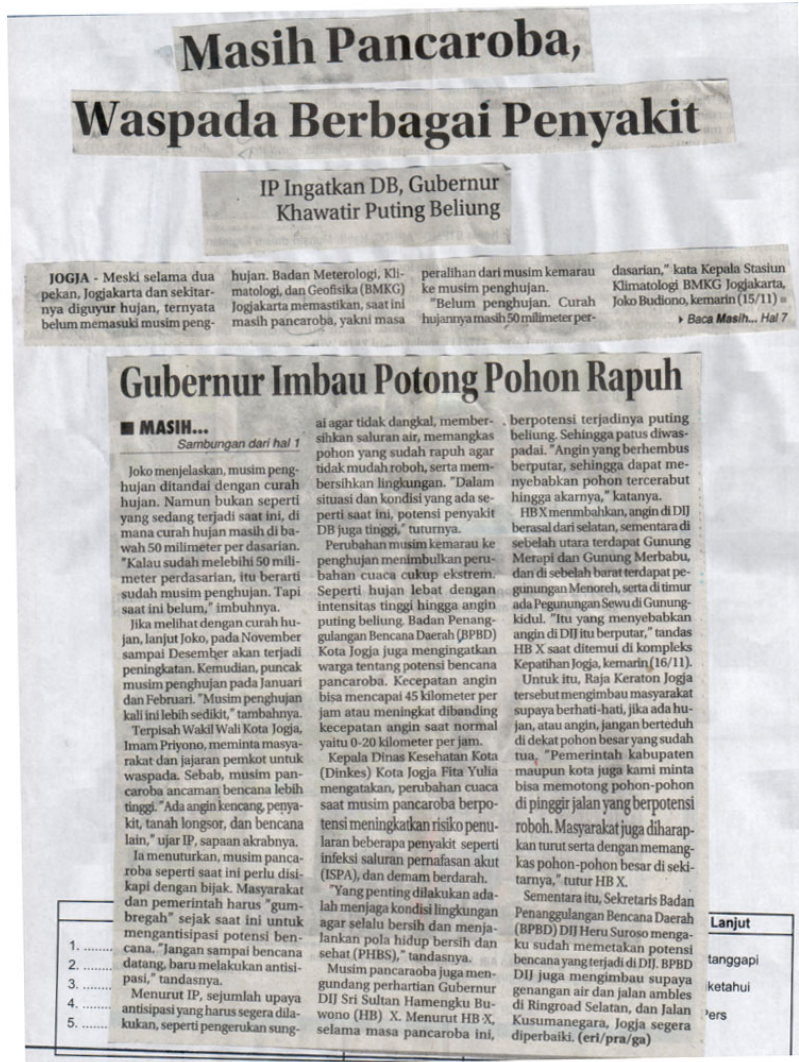 Masih Pancaroba,
Waspada Berbagai Penyakit
IP Ingatkan DB, Gubernur
Khawatir Puting Beliung
JOGJA - Meski selama dua
pekan, Jogjakarta dan sekitar-
nya diguyur hujan, ternyata
belum memasuki musim peng-
hujan. Badan Meterologi, Kli-
matologi, dan Geofisika (BMKG)
Jogjakarta memastikan, saat ini
masih pancaroba, yakni masa
peralihan dari musim kemarau
ke musim penghujan.
"Belum penghujan. Curah
hujannya masih 50 milimeter per-
dasarian," kata Kepala Stasiun
Klimatologi BMKG Jogjakarta,
Joko Budiono, kemarin (15/11)
Baca Masih... Hal 7
Gubernur Imbau Potong Pohon Rapuh
MASIH...
Sambungan dari hal 1
Joko menjelaskan, musim peng-
hujan ditandai dengan curah
hujan. Namun bukan seperti
yang sedang terjadi saat ini, di
mana curah hujan masih di ba-
wah 50 milimeter per dasarian.
"Kalau sudah melebihi 50 mili-
meter perdasarian, itu berarti
sudah musim penghujan. Tapi
saat ini belum," imbuhnya.
Jika melihat dengan curah hu-
jan, lanjut Joko, pada November
sampai Desember akan terjadi
peningkatan. Kemudian, puncak
musim penghujan pada Januari
dan Februari. "Musim penghujan
kali ini lebih sedikit," tambahnya.
Terpisah Wakil Wali Kota Jogja,
Imam Priyono, meminta masya-
rakat dan jajaran pemkot untuk
waspada. Sebab, musim pan-
caroba ancaman bencana lebih
tinggi. "Ada angin kencang, penya-
kit, tanah longsor, dan bencana
lain," ujar IP, sapaan akrabnya.
Ia menuturkan, musim panca-
roba seperti saat ini perlu disi-
kapi dengan bijak. Masyarakat
dan pemerintah harus "gum-
bregah" sejak saat ini untuk
mengantisipasi potensi ben-
cana. "Jangan sampai bencana
datang, baru melakukan antisi-
pasi," tandasnya.
Menurut IP, sejumlah upaya
antisipasi yang harus segera dila-
kukan, seperti pengerukan sung-
ai agar tidak dangkal, member-
sihkan saluran air, memangkas
pohon yang sudah rapuh agar
tidak mudah roboh, serta mem-
bersihkan lingkungan. "Dalam
situasi dan kondisi yang ada se-
perti saat ini, potensi penyakit
DB juga tinggi," tuturnya.
Perubahan musim kemarau ke
penghujan menimbulkan peru-
bahan cuaca cukup ekstrem.
Seperti hujan lebat dengan
intensitas tinggi hingga angin
puting beliung. Badan Penang-
gulangan Bencana Daerah (BPBD)
Kota Jogja juga mengingatkan
warga tentang potensi bencana
pancaroba. Kecepatan angin
bisa mencapai 45 kilometer per
jam atau meningkat dibanding
kecepatan angin saat normal
yaitu 0-20 kilometer per jam.
Kepala Dinas Kesehatan Kota
(Dinkes) Kota Jogja Fita Yulia
mengatakan, perubahan cuaca
saat musim pancaroba berpo-
tensi meningkatkan risiko penu-
laran beberapa penyakit seperti
infeksi saluran pernafasan akut
(ISPA), dan demam berdarah.
"Yang penting dilakukan ada-
lah menjaga kondisi lingkungan
agar selalu bersih dan menja-
lankan pola hidup bersih dan
sehat (PHBS)," tandasnya.
Musim pancaraoba juga men-
gundang perhartian Gubernur
DIJ Sri Sultan Hamengku Bu-
wono (HB) X. Menurut HB X,
selama masa pancaroba ini,
berpotensi terjadinya puting
beliung. Sehingga patus diwas-
padai. "Angin yang berhembus
berputar, sehingga dapat me-
nyebabkan pohon tercerabut
hingga akarnya," katanya.
HB X menmbahkan, angin di DIJ
berasal dari selatan, sementara di
sebelah utara terdapat Gunung
Merapi dan Gunung Merbabu,
dan di sebelah barat terdapat pe-
gunungan Menoreh, serta di timur
ada Pegunungan Sewu di Gunung-
kidul. "Itu yang menyebabkan
angin di DIJ itu berputar," tandas
HB X saat ditemui di kompleks
Kepatihan Jogja, kemarin (16/11).
Untuk itu, Raja Keraton Jogja
tersebut mengimbau masyarakat
supaya berhati-hati, jika ada hu-
jan, atau angin, jangan berteduh
di dekat pohon besar yang sudah
tua. "Pemerintah kabupaten
maupun kota juga kami minta
bisa memotong pohon-pohon
di pinggir jalan yang berpotensi
roboh. Masyarakat juga diharap-
kan turut serta dengan memang-
kas pohon-pohon besar di seki-
tarnya," tutur HB X.
Sementara itu, Sekretaris Badan
Penanggulangan Bencana Daerah
(BPBD) DIJ Heru Suroso menga-
ku sudah memetakan potensi
bencana yang terjadi di DIJ. BPBD
DIJ juga mengimbau supaya
genangan air dan jalan ambles
di Ringroad Selatan, dan Jalan
Kusumanegara, Jogja segera
diperbaiki. (eri/pra/ga)
1. ........
2. ........
3. ........
4. ........
5. ........
Lanjut
tanggapi
ketahui
Pers